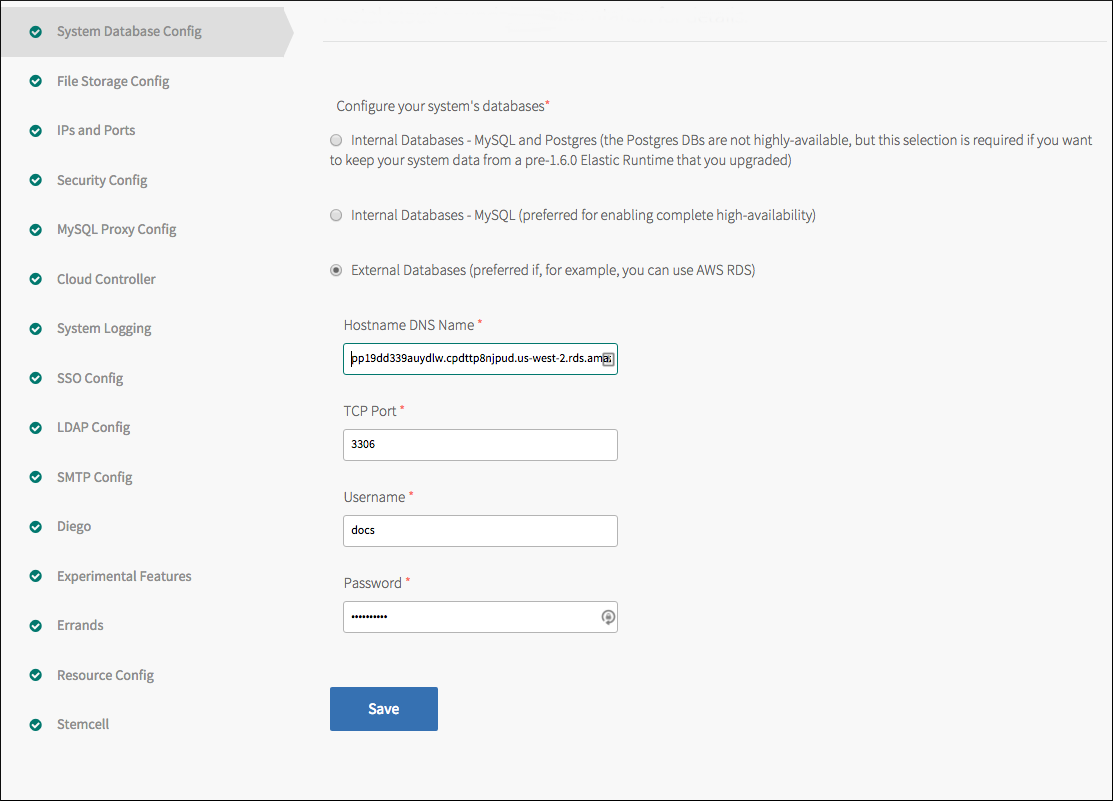 System Database Config
File Storage Config
IPs and Ports
Security Config
MySQL Proxy Config
Cloud Controller
System Logging
SSO Config
LDAP Config
SMTP Config
Diego
Experimental Features
Errands
Resource Config
Stemcell
Configure your system's databases*
Internal Databases - MySQL and Postgres (the Postgres DBs are not highly-available, but this selection is required if you want
to keep your system data from a pre-1.6.0 Elastic Runtime that you upgraded)
Internal Databases - MySQL (preferred for enabling complete high-availability)
External Databases (preferred if, for example, you can use AWS RDS)
Hostname DNS Name *
pp19dd339auydlw.cpdttp8njpud.us-west-2.rds.ama
TCP Port *
3306
Username *
docs
Password *
••••••••••
Save